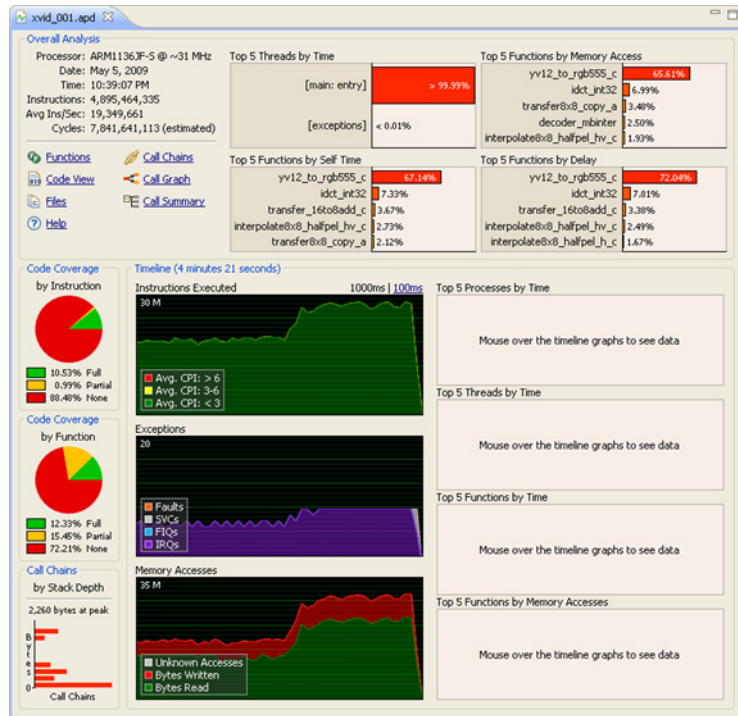 xvid_001.apd
Overall Analysis
Processor: ARM1136JF-S @ ~31 MHz
Date: May 5, 2009
Time: 10:39:07 PM
Instructions: 4,895,464,335
Avg Ins/Sec: 19,349,661
Cycles: 7,841,641,113 (estimated)
Functions
Call Chains
Code View
Call Graph
Files
Call Summary
Help
Top 5 Threads by Time
[main: entry] > 99.99%
[exceptions] < 0.01%
Top 5 Functions by Memory Access
yv12_to_rgb555_c 65.61%
idct_int32 6.99%
transfer8x8_copy_a 3.48%
decoder_mbinter 2.50%
interpolate8x8_halfpel_hv_c 1.93%
Top 5 Functions by Self Time
yv12_to_rgb555_c 67.14%
idct_int32 7.33%
transfer_16to8add_c 3.67%
interpolate8x8_halfpel_hv_c 2.73%
transfer8x8_copy_a 2.12%
Top 5 Functions by Delay
yv12_to_rgb555_c 72.04%
idct_int32 7.81%
transfer_16to8add_c 3.38%
interpolate8x8_halfpel_hv_c 2.49%
interpolate8x8_halfpel_h_c 1.67%
Code Coverage
by Instruction
10.53% Full
0.99% Partial
88.48% None
Code Coverage
by Function
12.33% Full
15.45% Partial
72.21% None
Call Chains
by Stack Depth
2,260 bytes at peak
Bytes
0
Call Chains
Timeline (4 minutes 21 seconds)
Instructions Executed 1000ms | 100ms
30 M
Avg. CPI: > 6
Avg. CPI: 3-6
Avg. CPI: < 3
Exceptions
20
Faults
SVCs
FIQs
IRQs
Memory Accesses
35 M
Unknown Accesses
Bytes Written
Bytes Read
Top 5 Processes by Time
Mouse over the timeline graphs to see data
Top 5 Threads by Time
Mouse over the timeline graphs to see data
Top 5 Functions by Time
Mouse over the timeline graphs to see data
Top 5 Functions by Memory Accesses
Mouse over the timeline graphs to see data